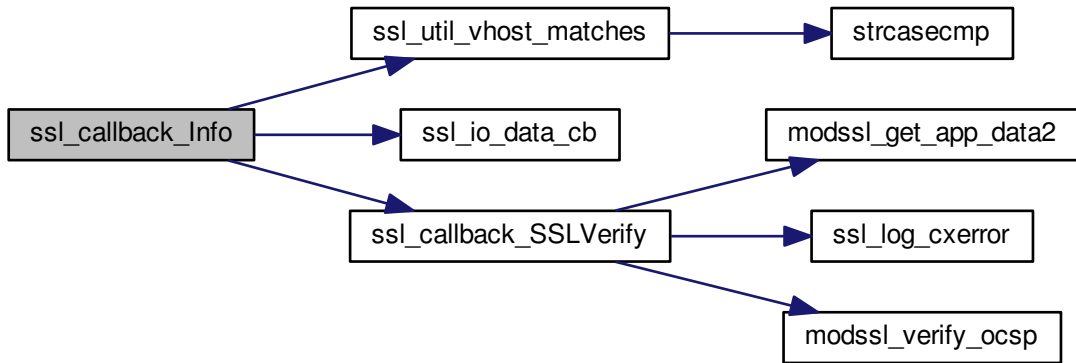 ssl_util_vhost_matches
strcasecmp
ssl_callback_Info
ssl_io_data_cb
modssl_get_app_data2
ssl_callback_SSLVerify
ssl_log_cxerror
modssl_verify_ocsp